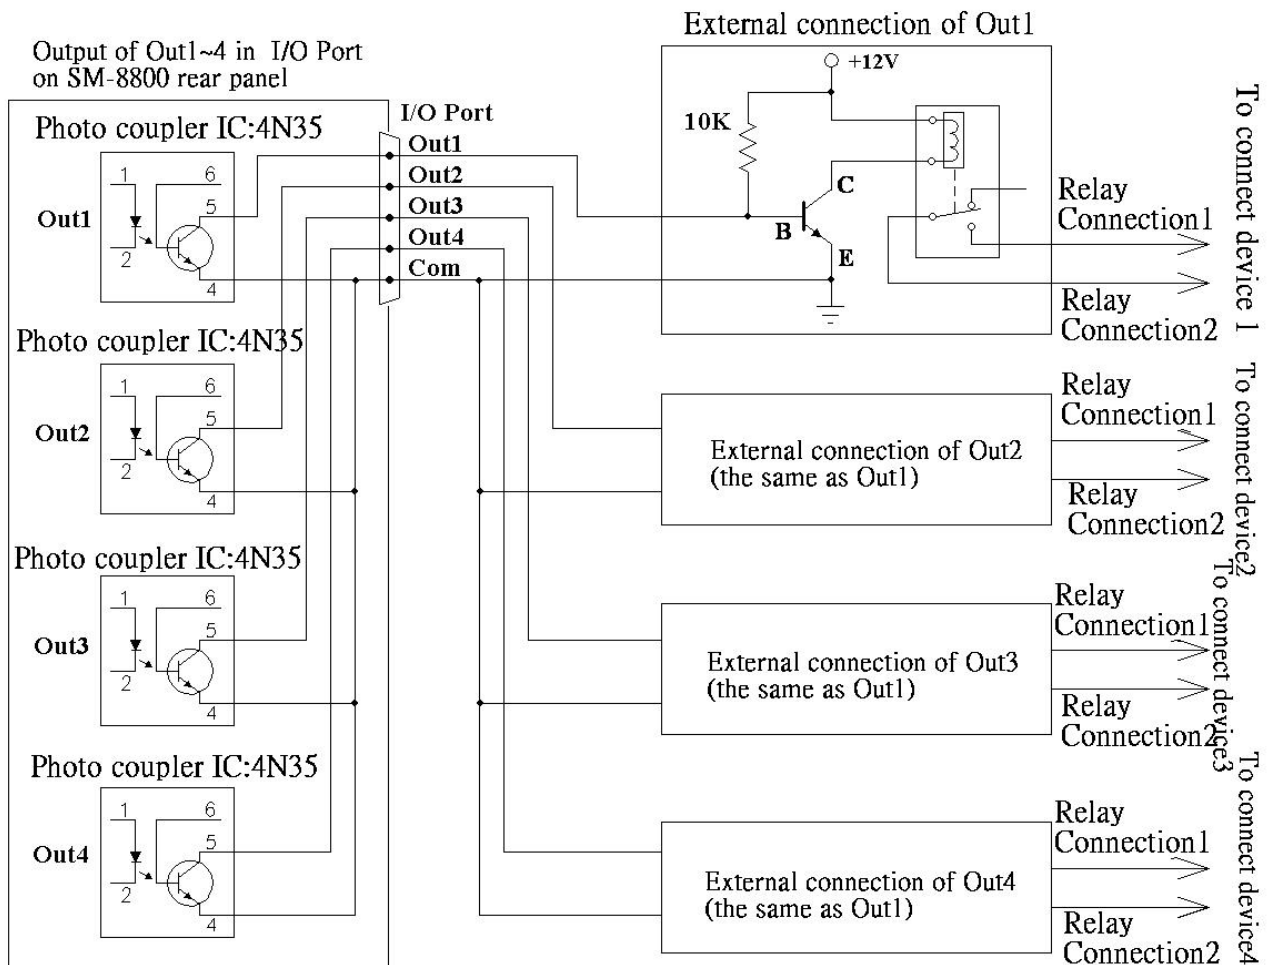 External connection of Out1
Output of Out1~4 in I/O Port
on SM-8800 rear panel
I/O Port
Photo coupler IC:4N35
Out1
1
2
6
5
4
Out1
Out2
Out3
Out4
Com
+12V
10K
C
B
E
Relay
Connection1
Relay
Connection2
To connect device 1
Photo coupler IC:4N35
Out2
1
2
6
5
4
External connection of Out2
(the same as Out1)
Relay
Connection1
Relay
Connection2
To connect device2
Photo coupler IC:4N35
Out3
1
2
6
5
4
External connection of Out3
(the same as Out1)
Relay
Connection1
Relay
Connection2
To connect device3
Photo coupler IC:4N35
Out4
1
2
6
5
4
External connection of Out4
(the same as Out1)
Relay
Connection1
Relay
Connection2
To connect device4